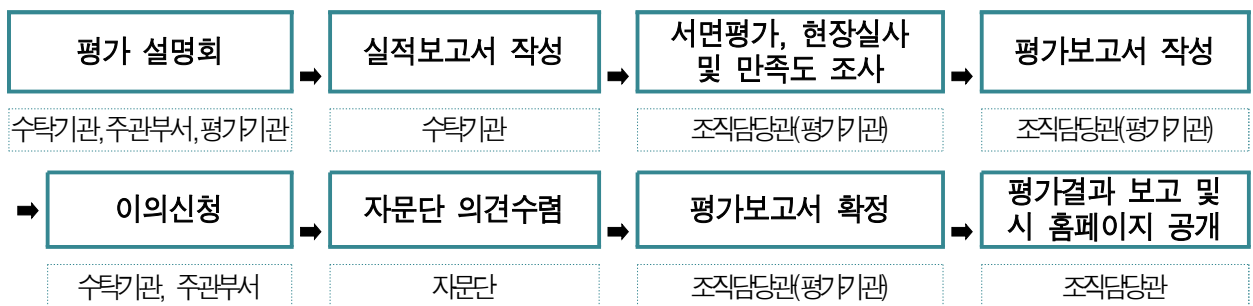 평가 설명회
실적보고서 작성
서면평가, 현장실사
및 만족도 조사
평가보고서 작성
수탁기관, 주관부서, 평가기관
수탁기관
조직담당관(평가기관)
조직담당관(평가기관)
이의신청
자문단 의견수렴
평가보고서 확정
평가결과 보고 및
시 홈페이지 공개
수탁기관, 주관부서
자문단
조직담당관(평가기관)
조직담당관